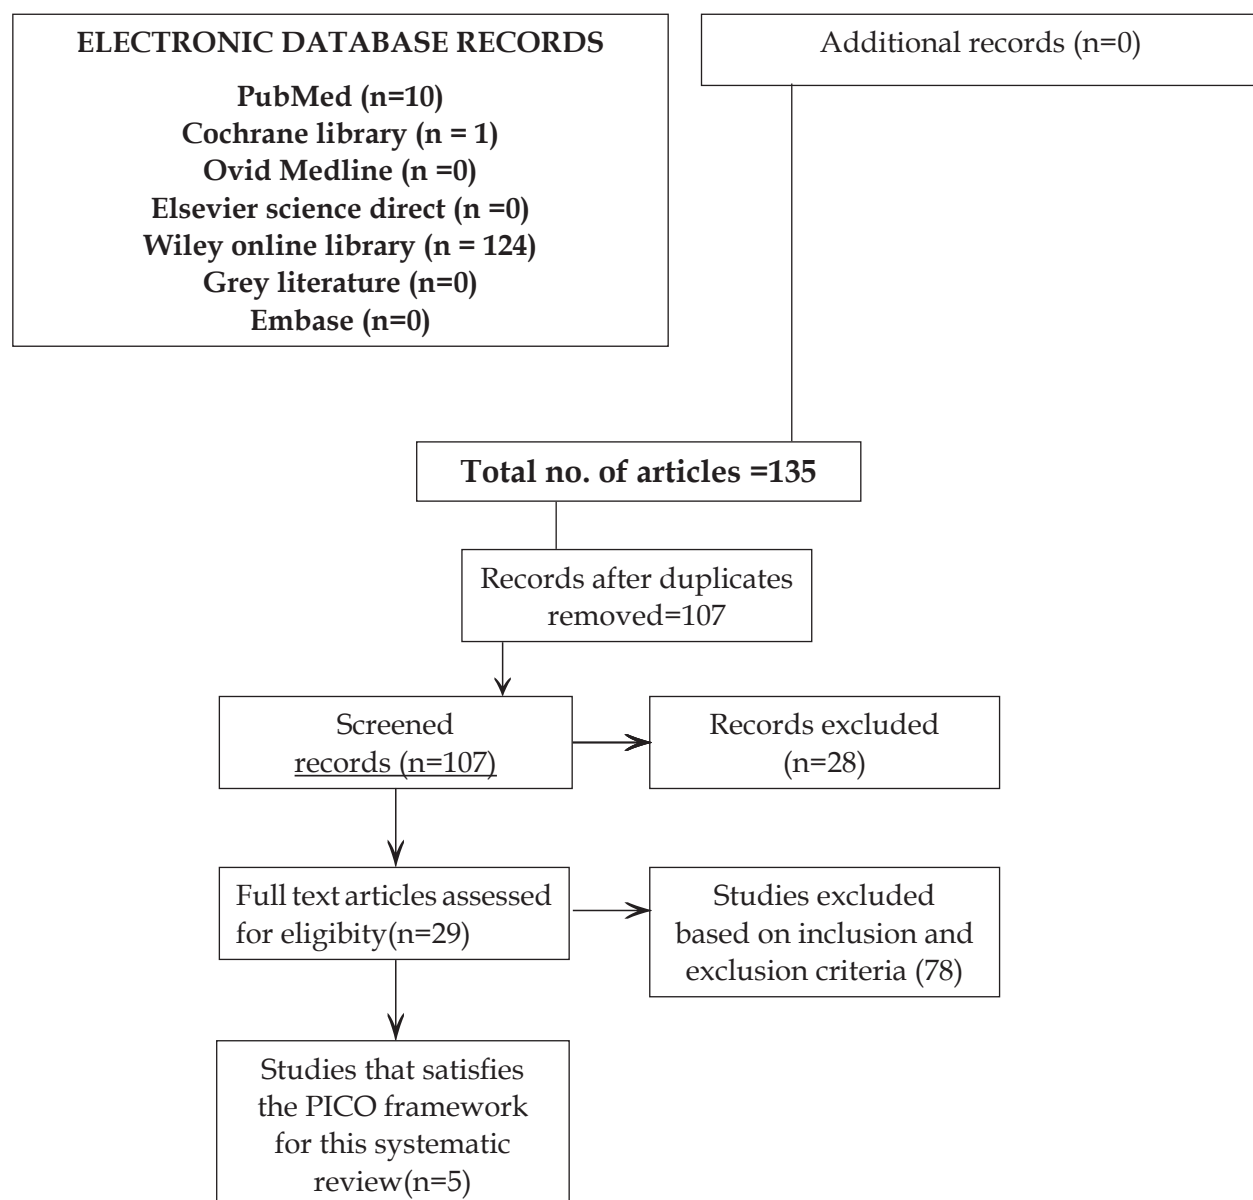 ELECTRONIC DATABASE RECORDS
PubMed (n=10)
Cochrane library (n = 1)
Ovid Medline (n =0)
Elsevier science direct (n =0)
Wiley online library (n = 124)
Grey literature (n=0)
Embase (n=0)
Additional records (n=0)
Total no. of articles =135
Records after duplicates
removed=107
Screened
records (n=107)
Records excluded
(n=28)
Full text articles assessed
for eligibity(n=29)
Studies excluded
based on inclusion and
exclusion criteria (78)
Studies that satisfies
the PICO framework
for this systematic
review(n=5)